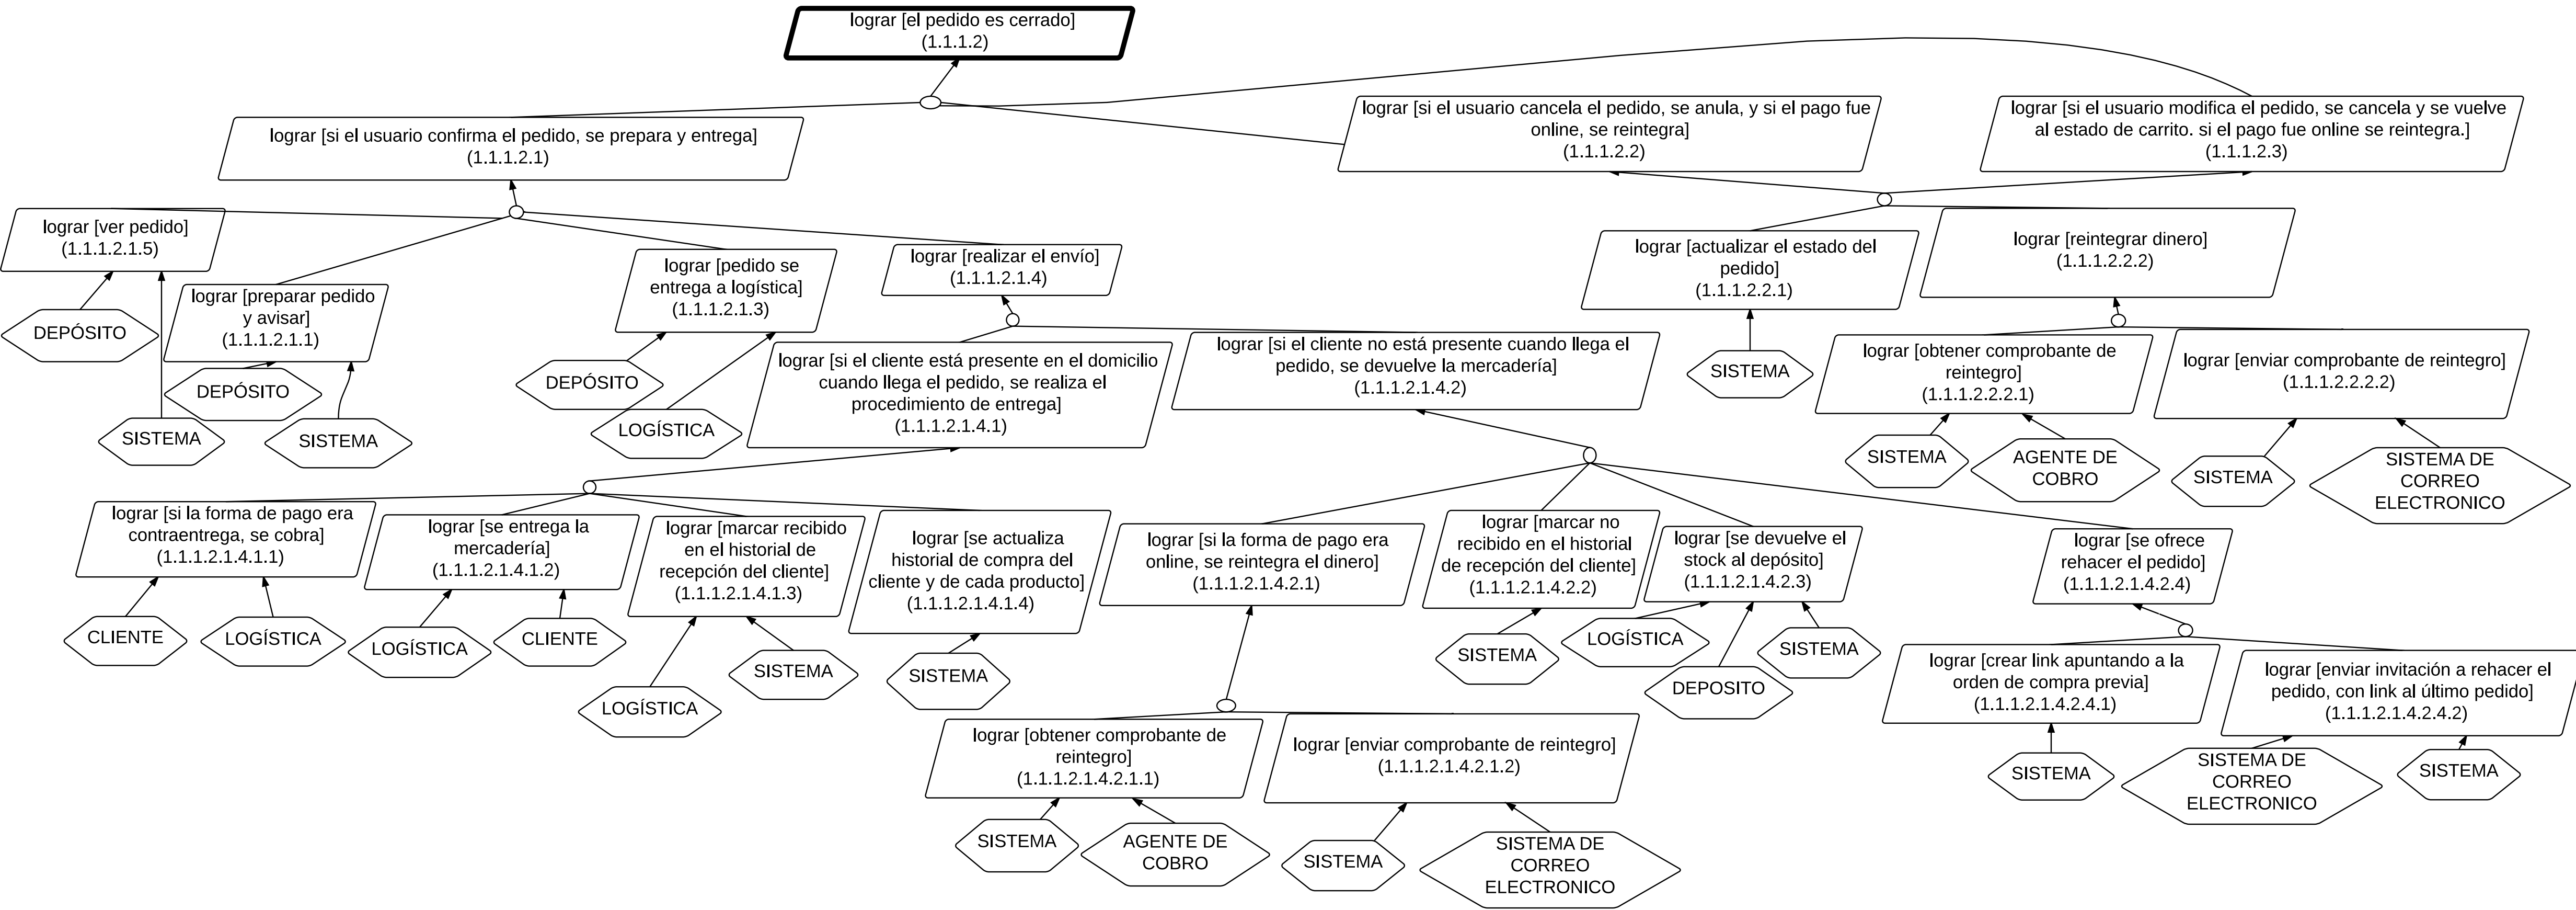 lograr [el pedido es cerrado]
(1.1.1.2)
lograr [si el usuario confirma el pedido, se prepara y entrega]
(1.1.1.2.1)
lograr [si el usuario cancela el pedido, se anula, y si el pago fue
online, se reintegra]
(1.1.1.2.2)
lograr [si el usuario modifica el pedido, se cancela y se vuelve
al estado de carrito. si el pago fue online se reintegra.]
(1.1.1.2.3)
lograr [ver pedido]
(1.1.1.2.1.5)
DEPÓSITO
SISTEMA
lograr [preparar pedido
y avisar]
(1.1.1.2.1.1)
DEPÓSITO
SISTEMA
lograr [pedido se
entrega a logística]
(1.1.1.2.1.3)
DEPÓSITO
LOGÍSTICA
lograr [realizar el envío]
(1.1.1.2.1.4)
lograr [actualizar el estado del
pedido]
(1.1.1.2.2.1)
SISTEMA
lograr [reintegrar dinero]
(1.1.1.2.2.2)
lograr [obtener comprobante de
reintegro]
(1.1.1.2.2.2.1)
SISTEMA
AGENTE DE
COBRO
lograr [enviar comprobante de reintegro]
(1.1.1.2.2.2.2)
SISTEMA
SISTEMA DE
CORREO
ELECTRONICO
lograr [si el cliente está presente en el domicilio
cuando llega el pedido, se realiza el
procedimiento de entrega]
(1.1.1.2.1.4.1)
lograr [si el cliente no está presente cuando llega el
pedido, se devuelve la mercadería]
(1.1.1.2.1.4.2)
lograr [si la forma de pago era
contraentrega, se cobra]
(1.1.1.2.1.4.1.1)
CLIENTE
LOGÍSTICA
lograr [se entrega la
mercadería]
(1.1.1.2.1.4.1.2)
LOGÍSTICA
CLIENTE
lograr [marcar recibido
en el historial de
recepción del cliente]
(1.1.1.2.1.4.1.3)
LOGÍSTICA
SISTEMA
lograr [se actualiza
historial de compra del
cliente y de cada producto]
(1.1.1.2.1.4.1.4)
SISTEMA
lograr [si la forma de pago era
online, se reintegra el dinero]
(1.1.1.2.1.4.2.1)
lograr [marcar no
recibido en el historial
de recepción del cliente]
(1.1.1.2.1.4.2.2)
SISTEMA
lograr [se devuelve el
stock al depósito]
(1.1.1.2.1.4.2.3)
LOGÍSTICA
DEPOSITO
SISTEMA
lograr [se ofrece
rehacer el pedido]
(1.1.1.2.1.4.2.4)
lograr [crear link apuntando a la
orden de compra previa]
(1.1.1.2.1.4.2.4.1)
SISTEMA
lograr [enviar invitación a rehacer el
pedido, con link al último pedido]
(1.1.1.2.1.4.2.4.2)
SISTEMA DE
CORREO
ELECTRONICO
SISTEMA
lograr [obtener comprobante de
reintegro]
(1.1.1.2.1.4.2.1.1)
SISTEMA
AGENTE DE
COBRO
lograr [enviar comprobante de reintegro]
(1.1.1.2.1.4.2.1.2)
SISTEMA
SISTEMA DE
CORREO
ELECTRONICO